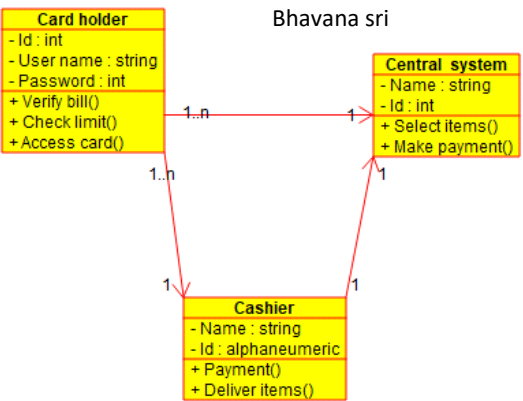 Bhavana sri
Card holder
- Id : int
- User name : string
- Password : int
+ Verify bill()
+ Check limit()
+ Access card()
Central system
- Name : string
- Id : int
+ Select items()
+ Make payment()
1..n
1
1..n
1
1
1
Cashier
- Name : string
- Id : alphaneumeric
+ Payment()
+ Deliver items()